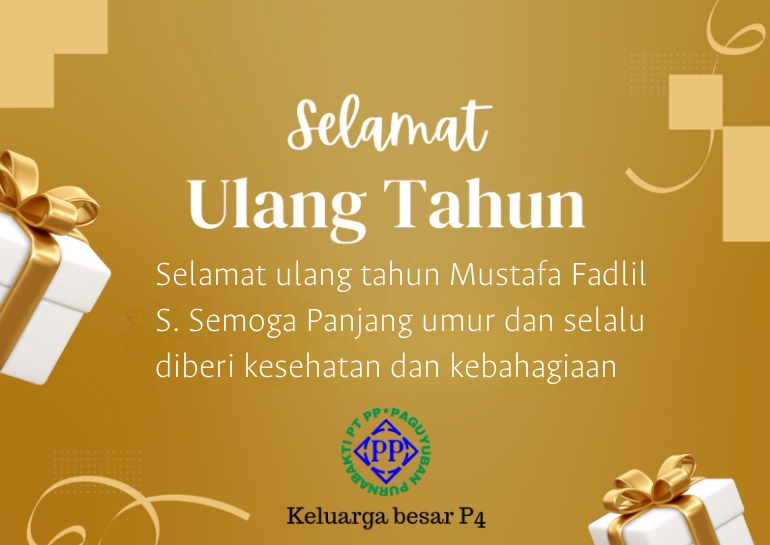 Selamat
Ulang Tahun
Selamat ulang tahun Mustafa Fadlil
S. Semoga Panjang umur dan selalu
diberi kesehatan dan kebahagiaan
PAGUYUBAN PURNABAKTI PT PP
PP
Keluarga besar P4